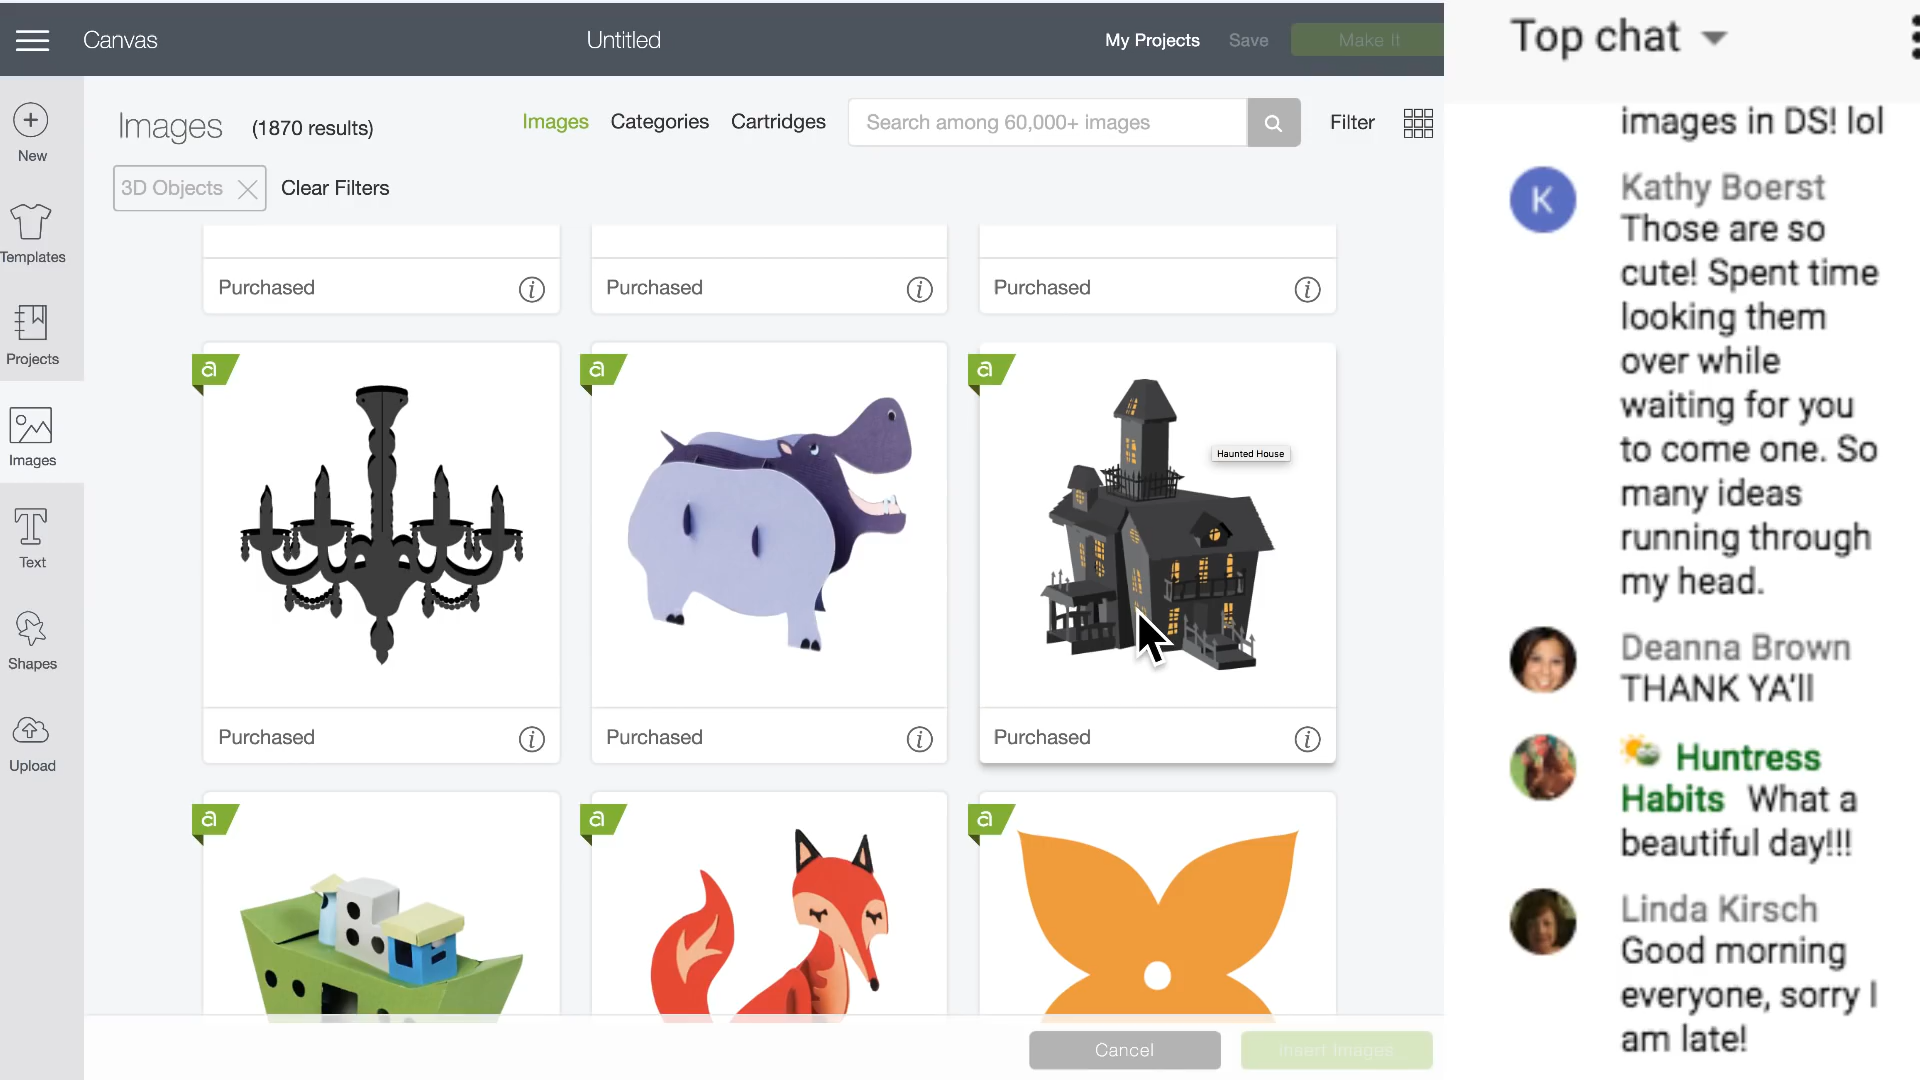 Canvas
Untitled
My Projects
Save
Make It
New
Templates
Projects
Images
Text
Shapes
Upload
Images (1870 results)
Images
Categories
Cartridges
Search among 60,000+ images
Filter
3D Objects
Clear Filters
Purchased
i
Purchased
i
Purchased
i
a
a
a
Haunted House
Purchased
i
Purchased
i
Purchased
i
a
a
a
Cancel
Insert Images
Top chat
images in DS! lol
K
Kathy Boerst
Those are so
cute! Spent time
looking them
over while
waiting for you
to come one. So
many ideas
running through
my head.
Deanna Brown
THANK YA'll
Huntress
Habits What a
beautiful day!!!
Linda Kirsch
Good morning
everyone, sorry I
am late!